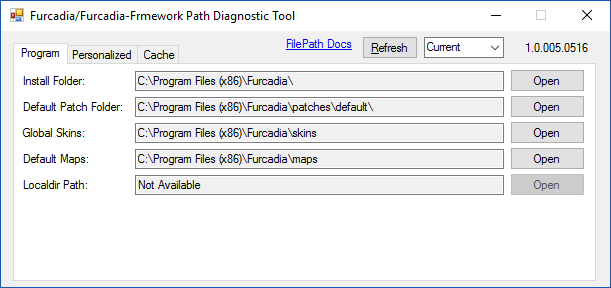 Furcadia/Furcadia-Frmework Path Diagnostic Tool
Program Personalized Cache FilePath Docs Refresh Current 1.0.005.0516
Install Folder: C:\Program Files (x86)\Furcadia\ Open
Default Patch Folder: C:\Program Files (x86)\Furcadia\patches\default\ Open
Global Skins: C:\Program Files (x86)\Furcadia\skins Open
Default Maps: C:\Program Files (x86)\Furcadia\maps Open
Localdir Path: Not Available Open